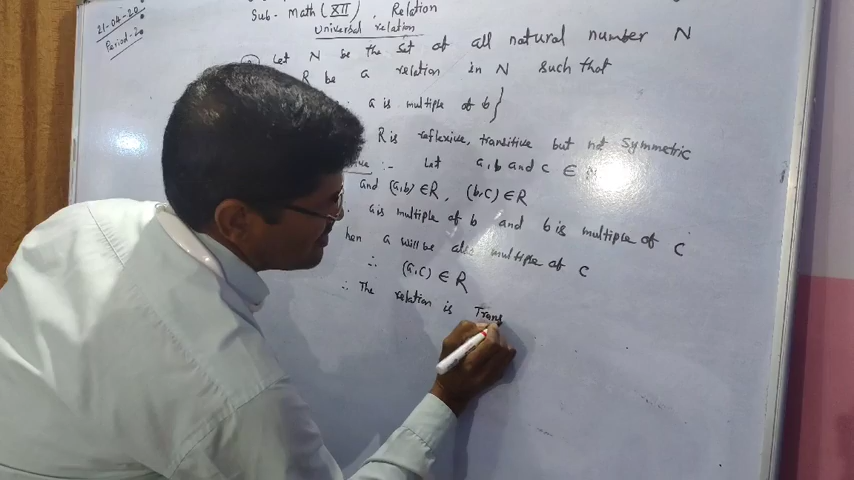 21-04-20
Period-2
Sub- Math (XII), Relation
Universal relation
Let N be the set of all natural number N
R be a relation in N such that
a is multiple of b}
R is reflexive, transitive but not Symmetric
:- Let a, b and c ∈ N
and (a,b) ∈ R, (b,c) ∈ R
a is multiple of b and b is multiple of c
hen a will be also multiple of c
∴ (a,c) ∈ R
∴ The relation is Trans